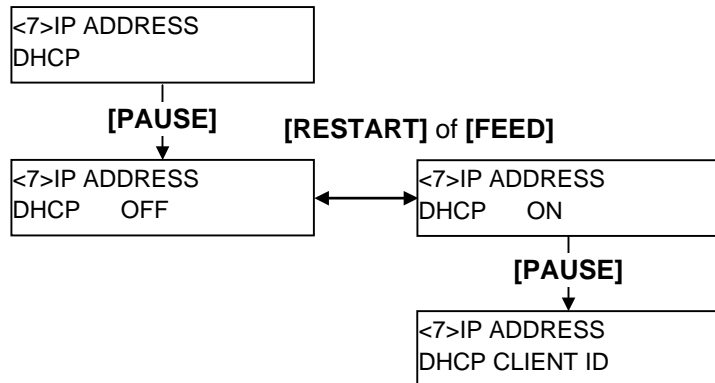 <7>IP ADDRESS
DHCP
[PAUSE]
[RESTART] of [FEED]
<7>IP ADDRESS
DHCP OFF
<7>IP ADDRESS
DHCP ON
[PAUSE]
<7>IP ADDRESS
DHCP CLIENT ID